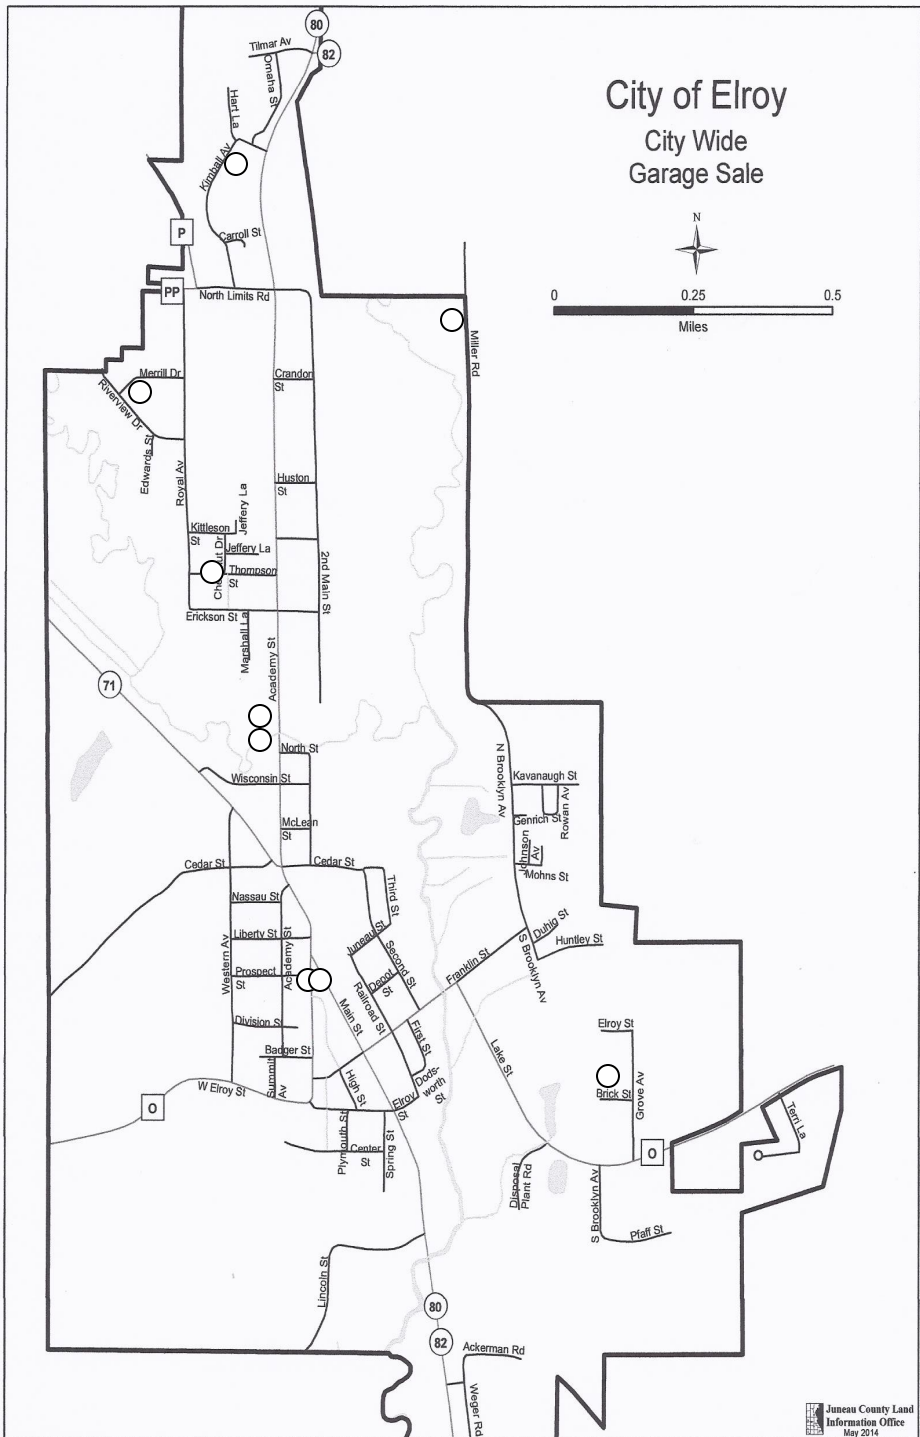 80
82
Tilmar Av
Omaha St
Hart La
Kimball Av
City of Elroy
City Wide
Garage Sale
N
P
Carroll St
PP
North Limits Rd
0 0.25 0.5
Miles
Miller Rd
Merrill Dr
Crandon
St
Riverview Dr
Edwards St
Royal Av
Huston
St
Jeffery La
Kittleson
St
Jeffery La
Thompson
St
2nd Main St
Erickson St
Marshall La
Academy St
71
North St
Wisconsin St
N Brooklyn Av
Kavanaugh St
Rowan Av
McLean
St
Genrich St
Johnson
Av
Mohns St
Cedar St
Cedar St
Third St
Nassau St
Liberty St
Juneau St
Duhig St
Huntley St
Western Av
Academy St
Prospect
St
Second St
Depot
St
Franklin St
S Brooklyn Av
Railroad St
Main St
Division St
First St
Elroy St
Badger St
Lake St
Summit
Av
High St
Dods-
worth
St
Brick St
Grove Av
W Elroy St
Elroy
St
O
Terri La
Plymouth St
Center
St
Spring St
O
Disposal
Plant Rd
S Brooklyn Av
Pfaff St
Lincoln St
80
82
Ackerman Rd
Weger Rd
Juneau County Land
Information Office
May 2014